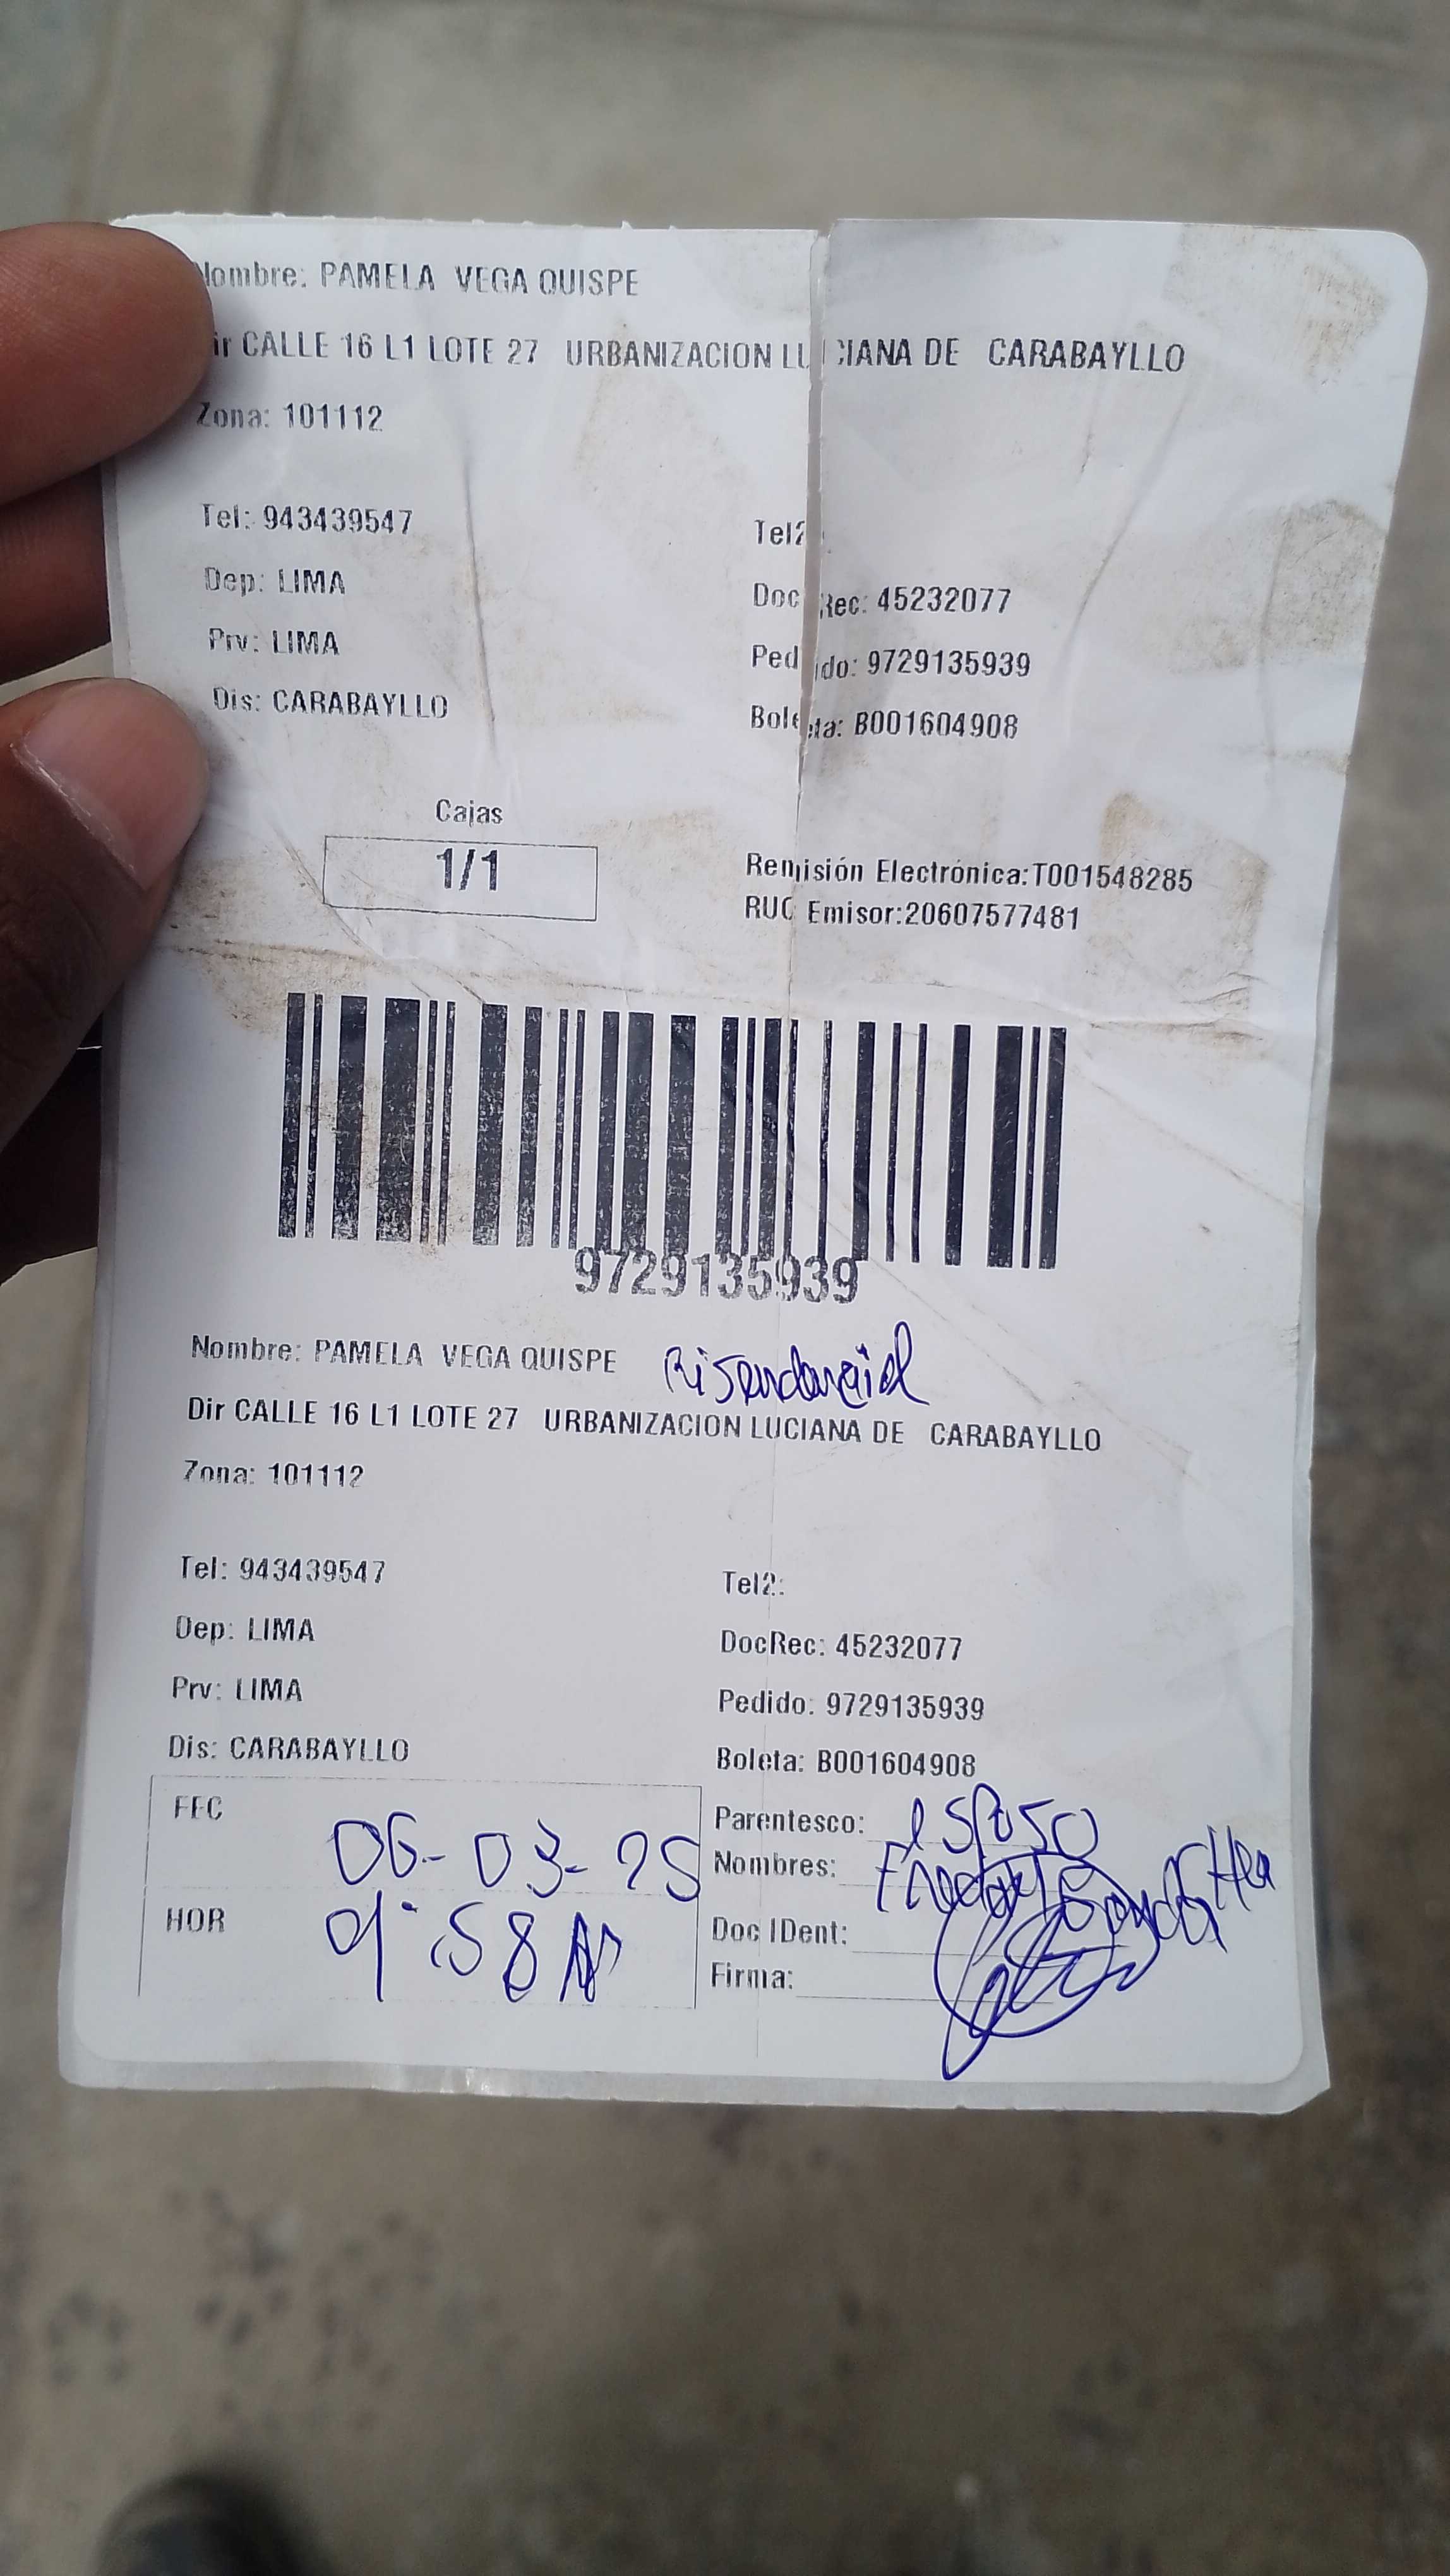 Nombre: PAMELA VEGA QUISPE
Dir CALLE 16 L1 LOTE 27 URBANIZACION LUCIANA DE CARABAYLLO
Zona: 101112
Tel: 943439547 Tel2:
Dep: LIMA DocRec: 45232077
Prv: LIMA Pedido: 9729135939
Dis: CARABAYLLO Boleta: B001604908
Cajas
1/1 Remisión Electrónica:T001548285
RUC Emisor:20607577481
9729135939
Nombre: PAMELA VEGA QUISPE
Dir CALLE 16 L1 LOTE 27 URBANIZACION LUCIANA DE CARABAYLLO
Zona: 101112
Tel: 943439547 Tel2:
Dep: LIMA DocRec: 45232077
Prv: LIMA Pedido: 9729135939
Dis: CARABAYLLO Boleta: B001604908
FEC 06-03-25 Parentesco: esposo
Nombres:
HOR 9:58 Doc IDent:
Firma: